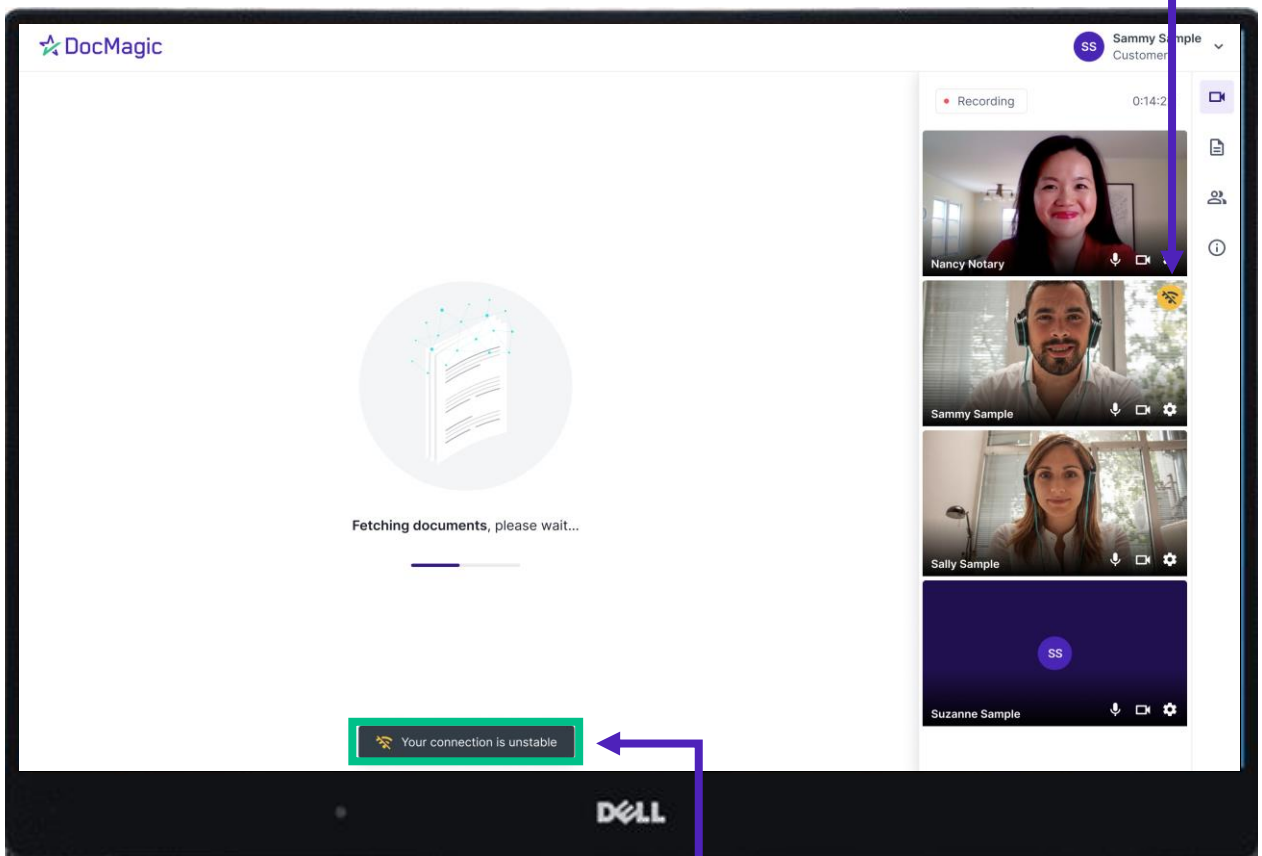 DocMagic
SS
Sammy Sample
Customer
Recording
0:14:2
Nancy Notary
Sammy Sample
Sally Sample
SS
Suzanne Sample
Fetching documents, please wait...
Your connection is unstable
DELL